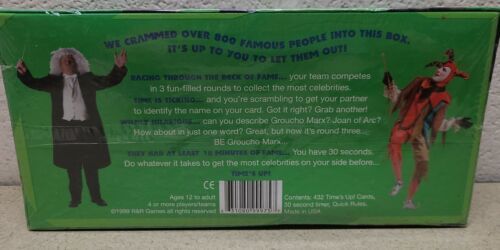 WE CRAMMED OVER 800 FAMOUS PEOPLE INTO THIS BOX.
IT'S UP TO YOU TO LET THEM OUT!
RACING THROUGH THE DECK OF FAME... your team competes
in 3 fun-filled rounds to collect the most celebrities.
TIME IS TICKING... and you're scrambling to get your partner
to identify the name on your card. Got it right? Grab another!
can you describe Groucho Marx? Joan of Arc?
How about in just one word? Great, but now it's round three...
BE Groucho Marx...
THEY HAD AT LEAST 15 MINUTES OF FAME... You have 30 seconds.
Do whatever it takes to get the most celebrities on your side before...
TIME'S UP!
Ages 12 to adult
4 or more players/teams
©1999 R&R Games all rights reserved
CE
Contents: 432 Time's Up! Cards,
30 second timer, Quick Rules.
Made in USA